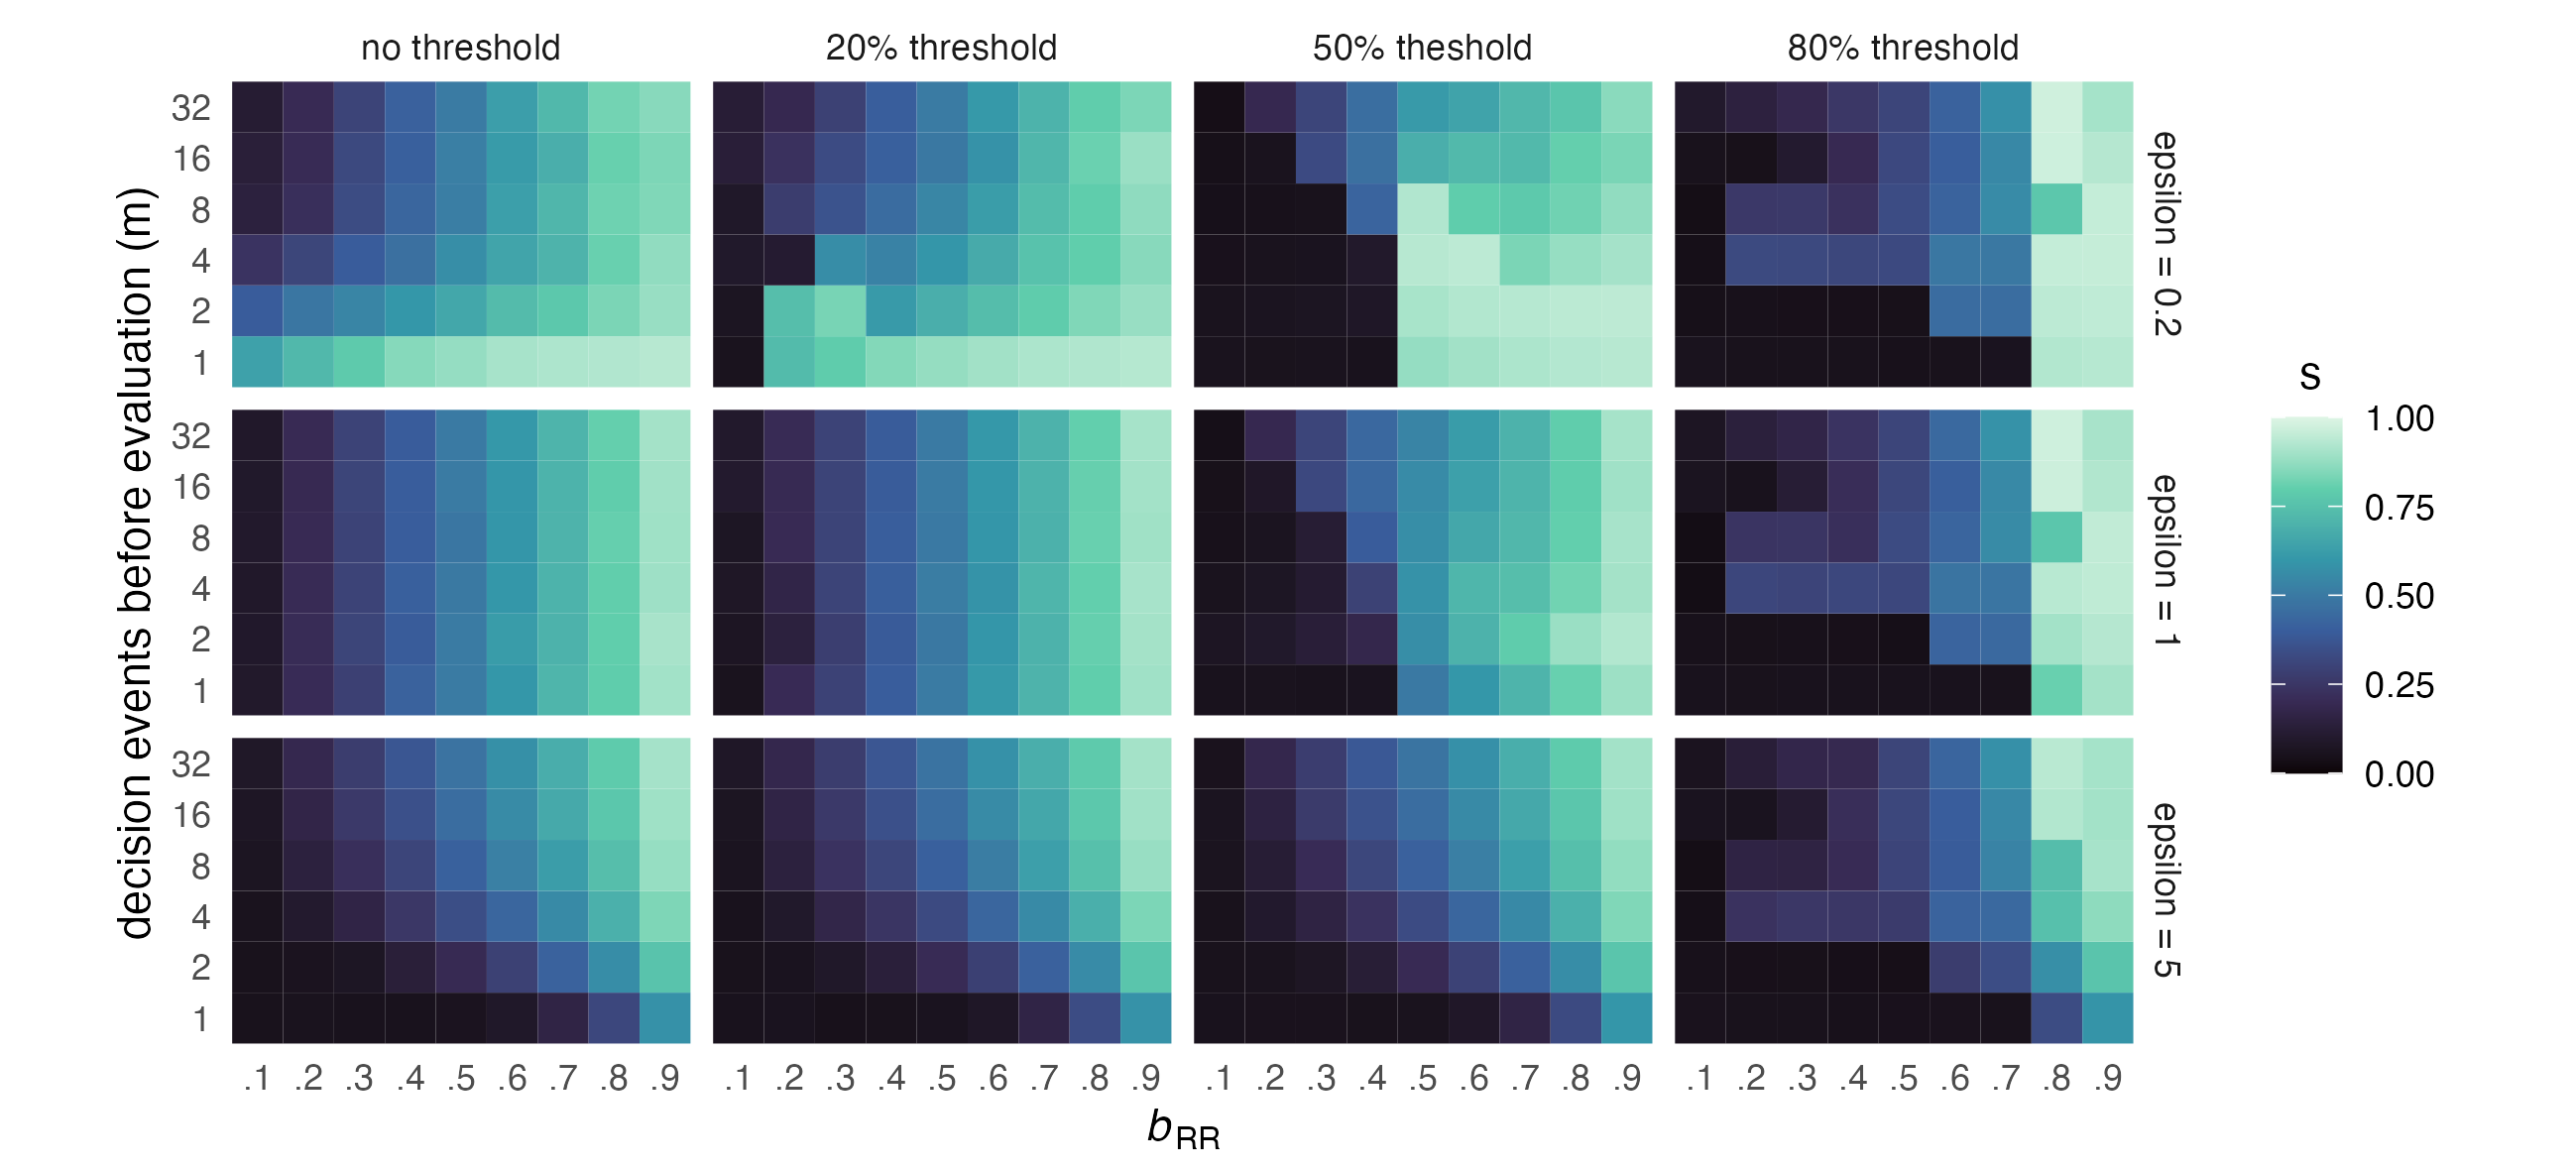 no threshold
20% threshold
50% theshold
80% threshold
decision events before evaluation (m)
32
16
8
4
2
1
epsilon = 0.2
32
16
8
4
2
1
epsilon = 1
32
16
8
4
2
1
epsilon = 5
.1 .2 .3 .4 .5 .6 .7 .8 .9
.1 .2 .3 .4 .5 .6 .7 .8 .9
.1 .2 .3 .4 .5 .6 .7 .8 .9
.1 .2 .3 .4 .5 .6 .7 .8 .9
bRR
s
1.00
0.75
0.50
0.25
0.00